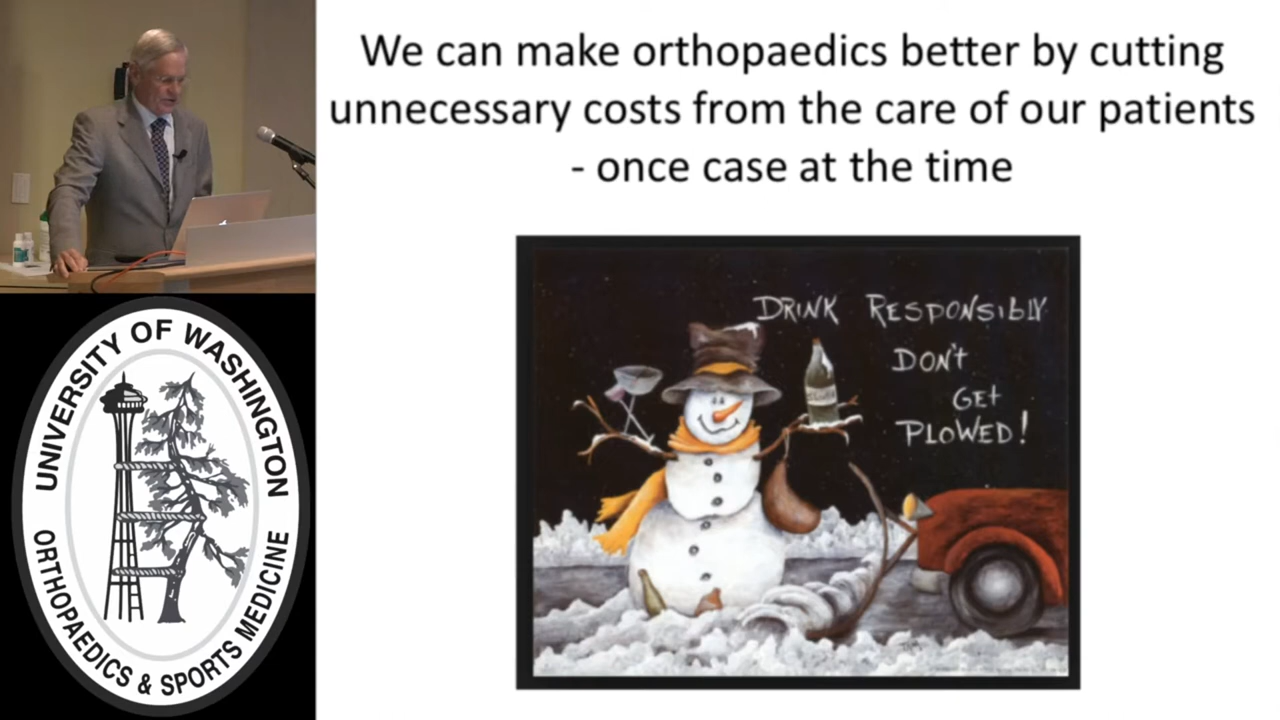 We can make orthopaedics better by cutting
unnecessary costs from the care of our patients
- once case at the time
DRINK RESPONSIBLY
DON'T
GET
PLOWED!
UNIVERSITY OF WASHINGTON
ORTHOPAEDICS & SPORTS MEDICINE